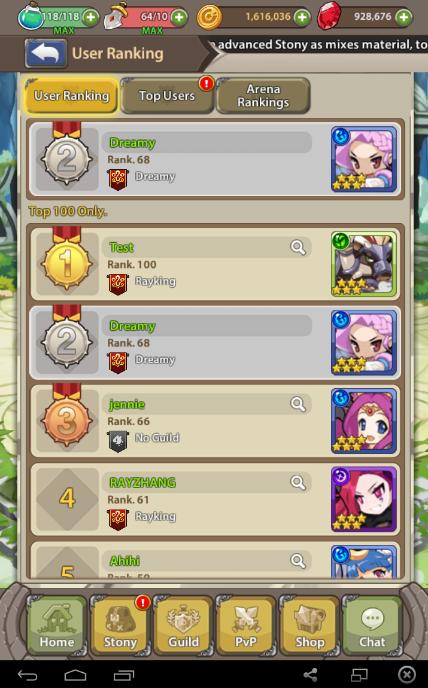 118/118
MAX
64/10
MAX
1,616,036
928,676
User Ranking
advanced Stony as mixes material, to
User Ranking
Top Users
Arena
Rankings
2
Dreamy
Rank. 68
Dreamy
Top 100 Only.
1
Test
Rank. 100
Rayking
2
Dreamy
Rank. 68
Dreamy
3
jennie
Rank. 66
No Guild
4
RAYZHANG
Rank. 61
Rayking
5
Ahihi
Home
Stony
Guild
PvP
Shop
Chat